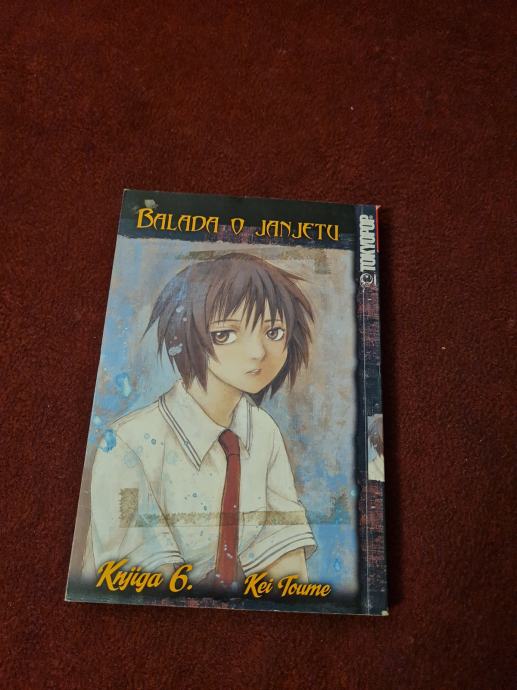 BALADA O JANJETU
TOKYOPOP
Knjiga 6.
Kei Toume